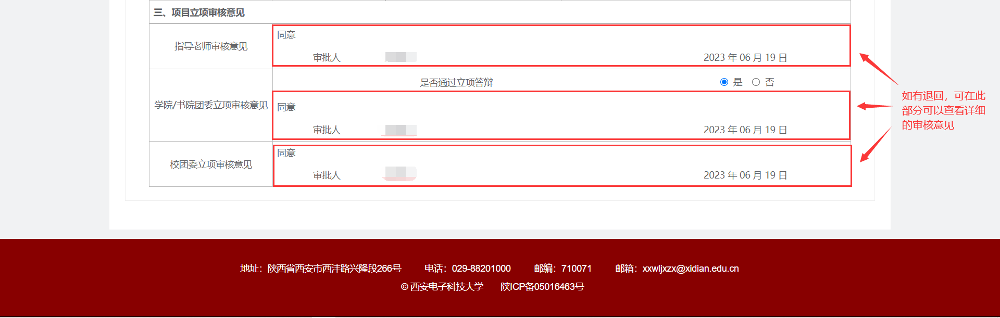 三、项目立项审核意见
同意
指导老师审核意见
审批人 2023 年 06 月 19 日
是否通过立项答辩 是 否
如有退回，可在此
部分可以查看详细
的审核意见
学院/书院团委立项审核意见
同意
审批人 2023 年 06 月 19 日
同意
校团委立项审核意见
审批人 2023 年 06 月 19 日
地址：陕西省西安市西沣路兴隆段266号 电话：029-88201000 邮编：710071 邮箱：xxwljxzx@xidian.edu.cn
© 西安电子科技大学 陕ICP备05016463号